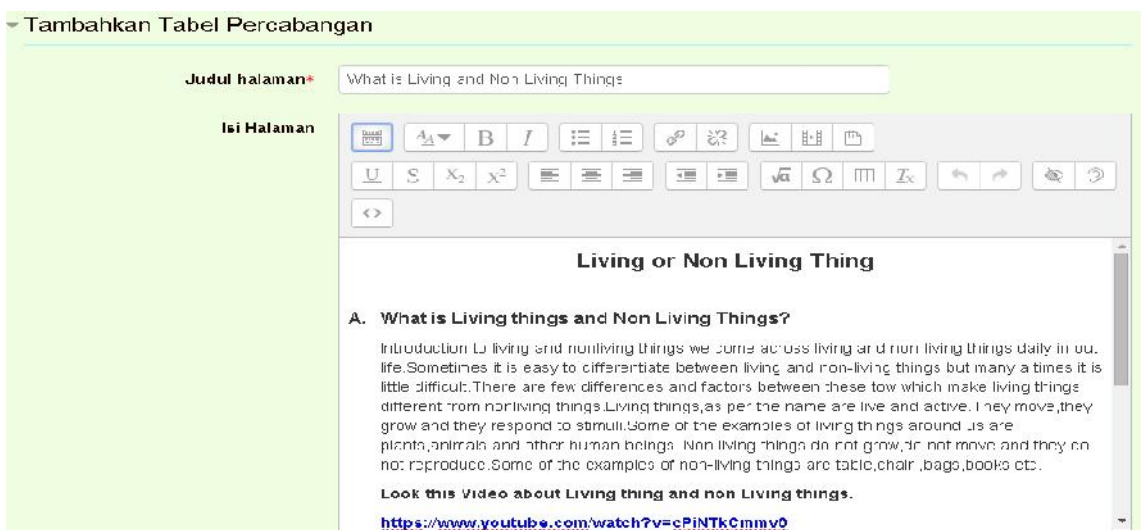 Tambahkan Tabel Percabangan
Judul halaman*
What is Living and Non Living Things
Isi Halaman
B I
U S X₂ X²
√a Ω Tx
<>
Living or Non Living Thing
A. What is Living things and Non Living Things?
Introduction to living and nonliving things we come across living and non living things daily in out
life.Sometimes it is easy to differentiate between living and non-living things but many a times it is
little difficult.There are few differences and factors between these tow which make living things
different from nonliving things.Living things,as per the name are live and active.They move,they
grow and they respond to stimuli.Some of the examples of living things around us are
plants,animals and other human beings. Non living things do not grow,do not move and they do
not reproduce.Some of the examples of non-living things are table,chair ,bags,books etc.
Look this Video about Living thing and non Living things.
https://www.youtube.com/watch?v=cPiNTkCmmv0